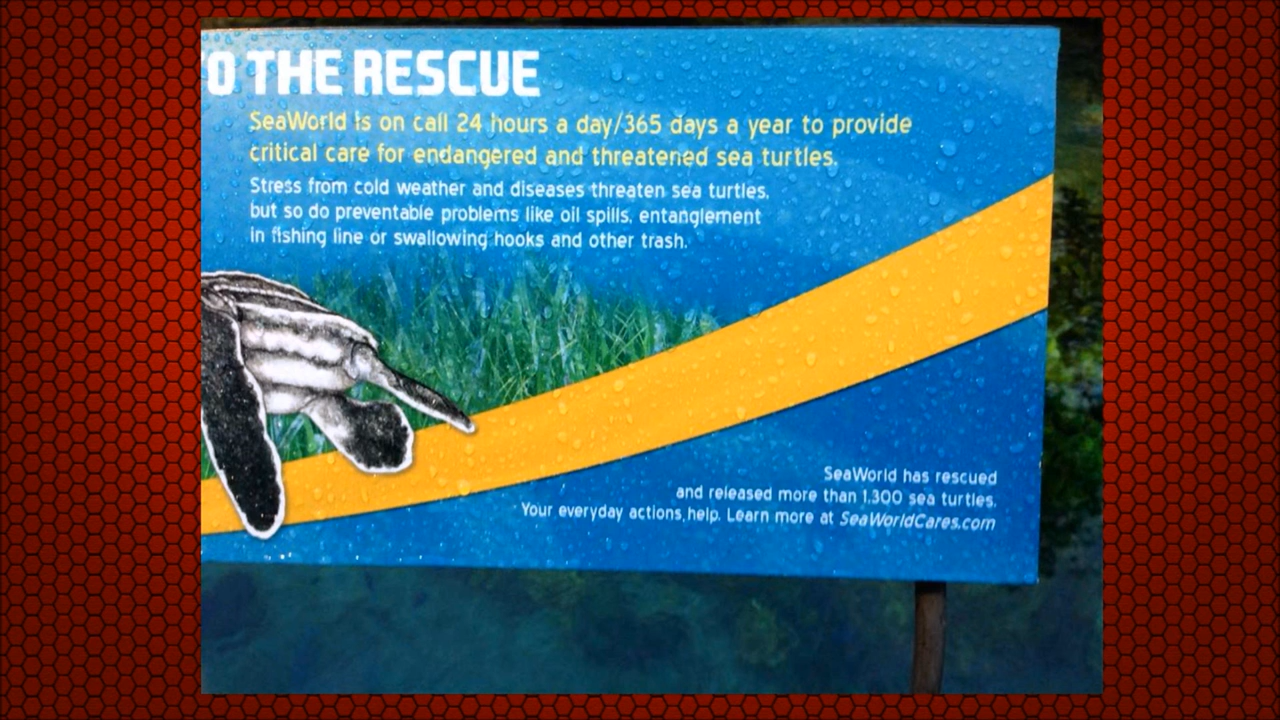 O THE RESCUE
SeaWorld is on call 24 hours a day/365 days a year to provide
critical care for endangered and threatened sea turtles.
Stress from cold weather and diseases threaten sea turtles,
but so do preventable problems like oil spills, entanglement
in fishing line or swallowing hooks and other trash.
SeaWorld has rescued
and released more than 1,300 sea turtles.
Your everyday actions help. Learn more at SeaWorldCares.com